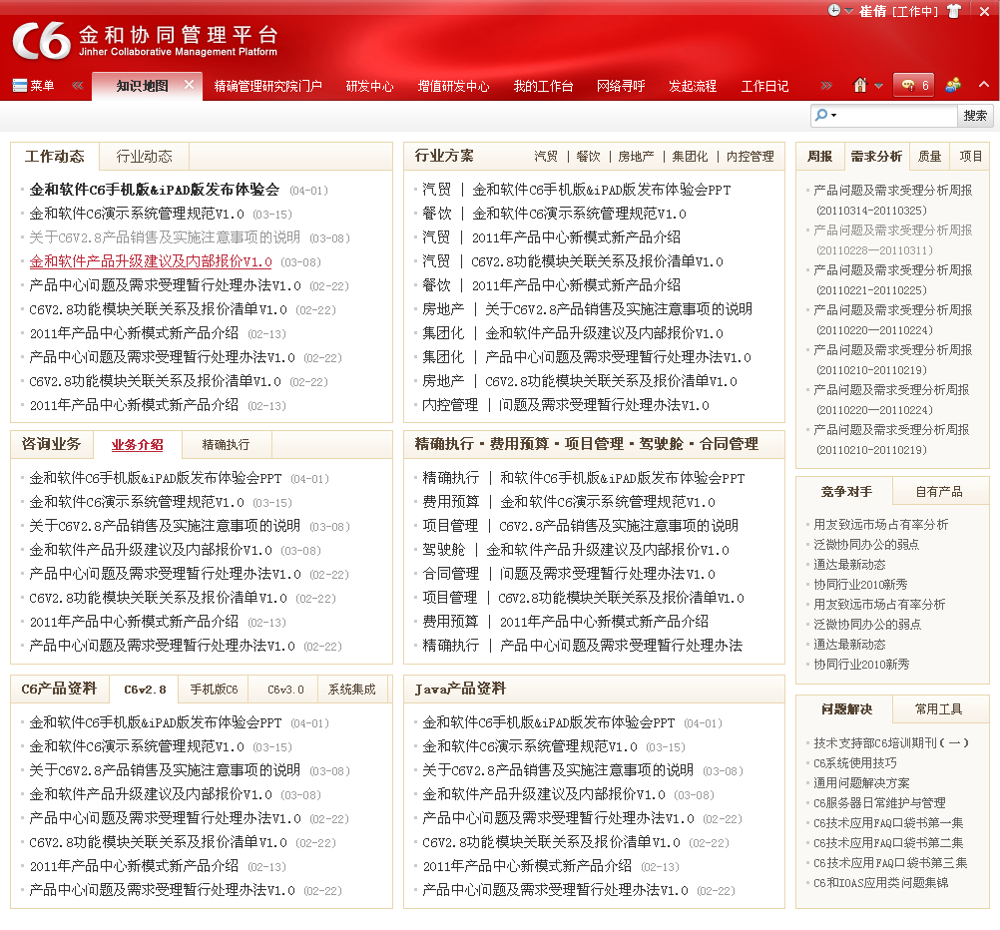 崔倩 [工作中]
C6 金和协同管理平台
Jinher Collaborative Management Platform
菜单 知识地图 精确管理研究院门户 研发中心 增值研发中心 我的工作台 网络寻呼 发起流程 工作日记 6
搜索
工作动态 行业动态
金和软件C6手机版&iPAD版发布体验会 (04-01)
金和软件C6演示系统管理规范V1.0 (03-15)
关于C6V2.8产品销售及实施注意事项的说明 (03-08)
金和软件产品升级建议及内部报价V1.0 (03-08)
产品中心问题及需求受理暂行处理办法V1.0 (02-22)
C6V2.8功能模块关联关系及报价清单V1.0 (02-22)
2011年产品中心新模式新产品介绍 (02-13)
产品中心问题及需求受理暂行处理办法V1.0 (02-22)
C6V2.8功能模块关联关系及报价清单V1.0 (02-22)
2011年产品中心新模式新产品介绍 (02-13)
行业方案 汽贸 | 餐饮 | 房地产 | 集团化 | 内控管理
汽贸 | 金和软件C6手机版&iPAD版发布体验会PPT
餐饮 | 金和软件C6演示系统管理规范V1.0
汽贸 | 2011年产品中心新模式新产品介绍
汽贸 | C6V2.8功能模块关联关系及报价清单V1.0
餐饮 | 2011年产品中心新模式新产品介绍
房地产 | 关于C6V2.8产品销售及实施注意事项的说明
集团化 | 金和软件产品升级建议及内部报价V1.0
集团化 | 产品中心问题及需求受理暂行处理办法V1.0
房地产 | C6V2.8功能模块关联关系及报价清单V1.0
内控管理 | 问题及需求受理暂行处理办法V1.0
周报 需求分析 质量 项目
产品问题及需求受理分析周报
(20110314-20110325)
产品问题及需求受理分析周报
(20110228—20110311)
产品问题及需求受理分析周报
(20110221-20110225)
产品问题及需求受理分析周报
(20110220—20110224)
产品问题及需求受理分析周报
(20110210-20110219)
产品问题及需求受理分析周报
(20110220—20110224)
产品问题及需求受理分析周报
(20110210-20110219)
咨询业务 业务介绍 精确执行
金和软件C6手机版&iPAD版发布体验会PPT (04-01)
金和软件C6演示系统管理规范V1.0 (03-15)
关于C6V2.8产品销售及实施注意事项的说明 (03-08)
金和软件产品升级建议及内部报价V1.0 (03-08)
产品中心问题及需求受理暂行处理办法V1.0 (02-22)
C6V2.8功能模块关联关系及报价清单V1.0 (02-22)
2011年产品中心新模式新产品介绍 (02-13)
产品中心问题及需求受理暂行处理办法V1.0 (02-22)
精确执行·费用预算·项目管理·驾驶舱·合同管理
精确执行 | 和软件C6手机版&iPAD版发布体验会PPT
费用预算 | 金和软件C6演示系统管理规范V1.0
项目管理 | C6V2.8产品销售及实施注意事项的说明
驾驶舱 | 金和软件产品升级建议及内部报价V1.0
合同管理 | 问题及需求受理暂行处理办法V1.0
项目管理 | C6V2.8功能模块关联关系及报价清单V1.0
费用预算 | 2011年产品中心新模式新产品介绍
精确执行 | 产品中心问题及需求受理暂行处理办法
竞争对手 自有产品
用友致远市场占有率分析
泛微协同办公的弱点
通达最新动态
协同行业2010新秀
用友致远市场占有率分析
泛微协同办公的弱点
通达最新动态
协同行业2010新秀
C6产品资料 C6v2.8 手机版C6 C6v3.0 系统集成
金和软件C6手机版&iPAD版发布体验会PPT (04-01)
金和软件C6演示系统管理规范V1.0 (03-15)
关于C6V2.8产品销售及实施注意事项的说明 (03-08)
金和软件产品升级建议及内部报价V1.0 (03-08)
产品中心问题及需求受理暂行处理办法V1.0 (02-22)
C6V2.8功能模块关联关系及报价清单V1.0 (02-22)
2011年产品中心新模式新产品介绍 (02-13)
产品中心问题及需求受理暂行处理办法V1.0 (02-22)
Java产品资料
金和软件C6手机版&iPAD版发布体验会PPT (04-01)
金和软件C6演示系统管理规范V1.0 (03-15)
关于C6V2.8产品销售及实施注意事项的说明 (03-08)
金和软件产品升级建议及内部报价V1.0 (03-08)
产品中心问题及需求受理暂行处理办法V1.0 (02-22)
C6V2.8功能模块关联关系及报价清单V1.0 (02-22)
2011年产品中心新模式新产品介绍 (02-13)
产品中心问题及需求受理暂行处理办法V1.0 (02-22)
问题解决 常用工具
技术支持部C6培训期刊(一)
C6系统使用技巧
通用问题解决方案
C6服务器日常维护与管理
C6技术应用FAQ口袋书第一集
C6技术应用FAQ口袋书第二集
C6技术应用FAQ口袋书第三集
C6和IOAS应用类问题集锦